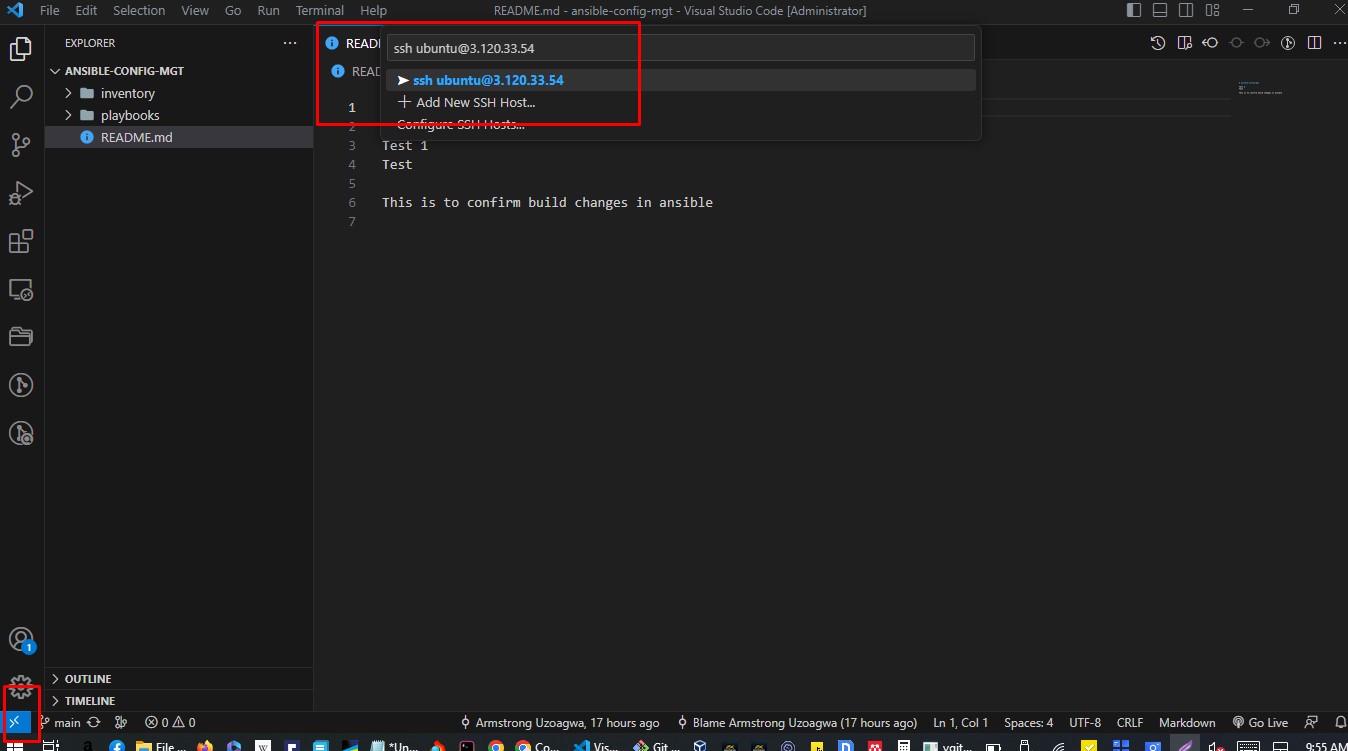 File Edit Selection View Go Run Terminal Help README.md - ansible-config-mgt - Visual Studio Code [Administrator]
EXPLORER
ANSIBLE-CONFIG-MGT
inventory
playbooks
README.md
READ
READ
ssh ubuntu@3.120.33.54
ssh ubuntu@3.120.33.54
Add New SSH Host...
Configure SSH Hosts...
1
2
3 Test 1
4 Test
5
6 This is to confirm build changes in ansible
7
1
OUTLINE
TIMELINE
main 0 0 Armstrong Uzoagwa, 17 hours ago Blame Armstrong Uzoagwa (17 hours ago) Ln 1, Col 1 Spaces: 4 UTF-8 CRLF Markdown Go Live
File ... *Un... Co... Vis... Git ... vgit... 9:55 AM